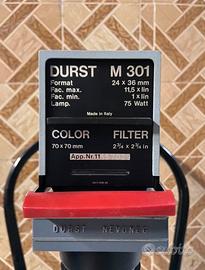 DURST M 301
Format 24 x 36 mm
Fac. max. 11,5 x lin
Fac. min. 1 x lin
Lamp. 75 Watt
Made in Italy
COLOR FILTER
70 x 70 mm 2¾ x 2¾ in
App.Nr.11
DURST
subito